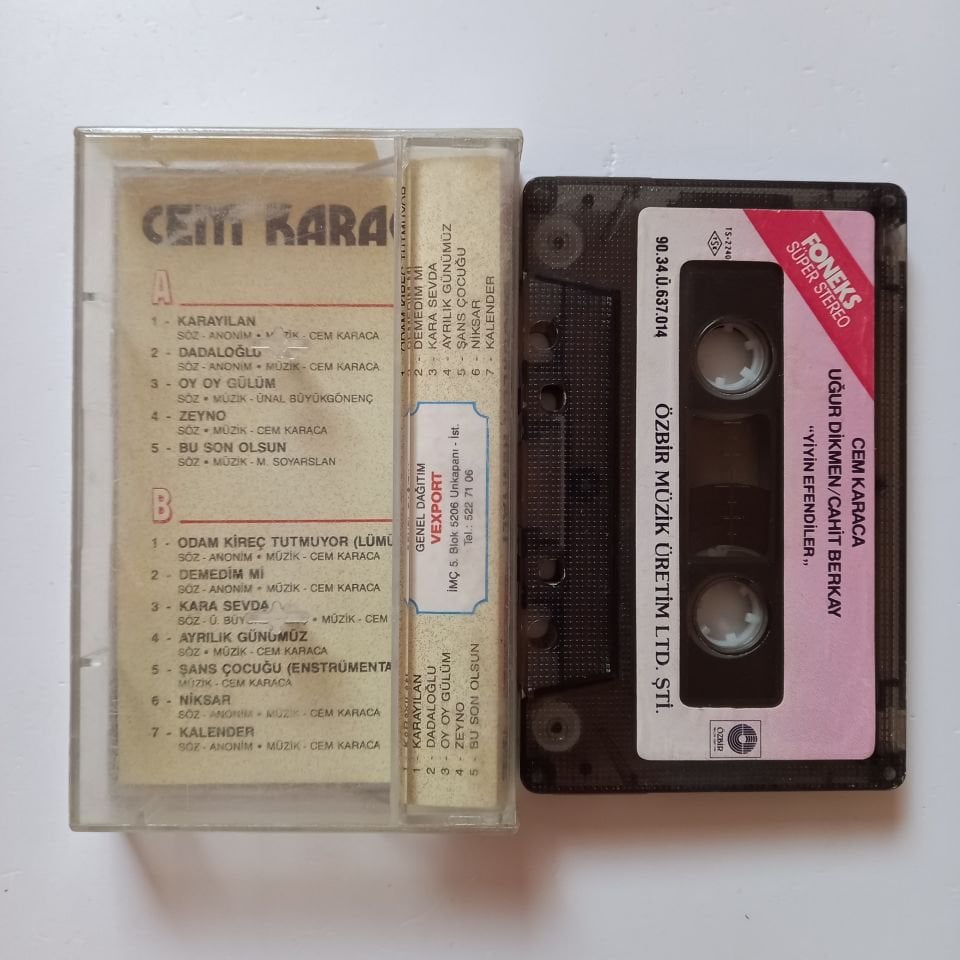 CEM KARA
A
1 - KARAYILAN
SÖZ - ANONİM • MÜZİK - CEM KARACA
2 - DADALOĞLU
SÖZ - ANONİM • MÜZİK - CEM KARACA
3 - OY OY GÜLÜM
SÖZ • MÜZİK - ÜNAL BÜYÜKGÖNENÇ
4 - ZEYNO
SÖZ • MÜZİK - CEM KARACA
5 - BU SON OLSUN
SÖZ • MÜZİK - M. SOYARSLAN
B
1 - ODAM KİREÇ TUTMUYOR (LÜMÜ
SÖZ - ANONİM • MÜZİK - CEM KARACA
2 - DEMEDİM Mİ
SÖZ - ANONİM • MÜZİK - CEM KARACA
3 - KARA SEVDA
SÖZ - Ü. • MÜZİK - CEM
4 - AYRILIK GÜNÜMÜZ
SÖZ • MÜZİK - CEM KARACA
5 - ŞANS ÇOCUĞU (ENSTRÜMENTA
MÜZİK - CEM KARACA
6 - NİKSAR
SÖZ - ANONİM • MÜZİK - CEM KARACA
7 - KALENDER
SÖZ - ANONİM • MÜZİK - CEM KARACA
1 - KARAYILAN
2 - DADALOĞLU
3 - OY OY GÜLÜM
4 - ZEYNO
5 - BU SON OLSUN
GENEL DAĞITIM
VEXPORT
İMÇ 5. Blok 5206 Unkapanı - İst.
Tel.: 522 71 06
2 - DEMEDİM Mİ
3 - KARA SEVDA
4 - AYRILIK GÜNÜMÜZ
5 - ŞANS ÇOCUĞU
6 - NİKSAR
7 - KALENDER
FONEKS
SÜPER STEREO
CEM KARACA
UĞUR DİKMEN/CAHİT BERKAY
"YİYİN EFENDİLER"
TS-2240
90.34.Ü.637.014
ÖZBİR MÜZİK ÜRETİM LTD. ŞTİ.
ÖZBİR